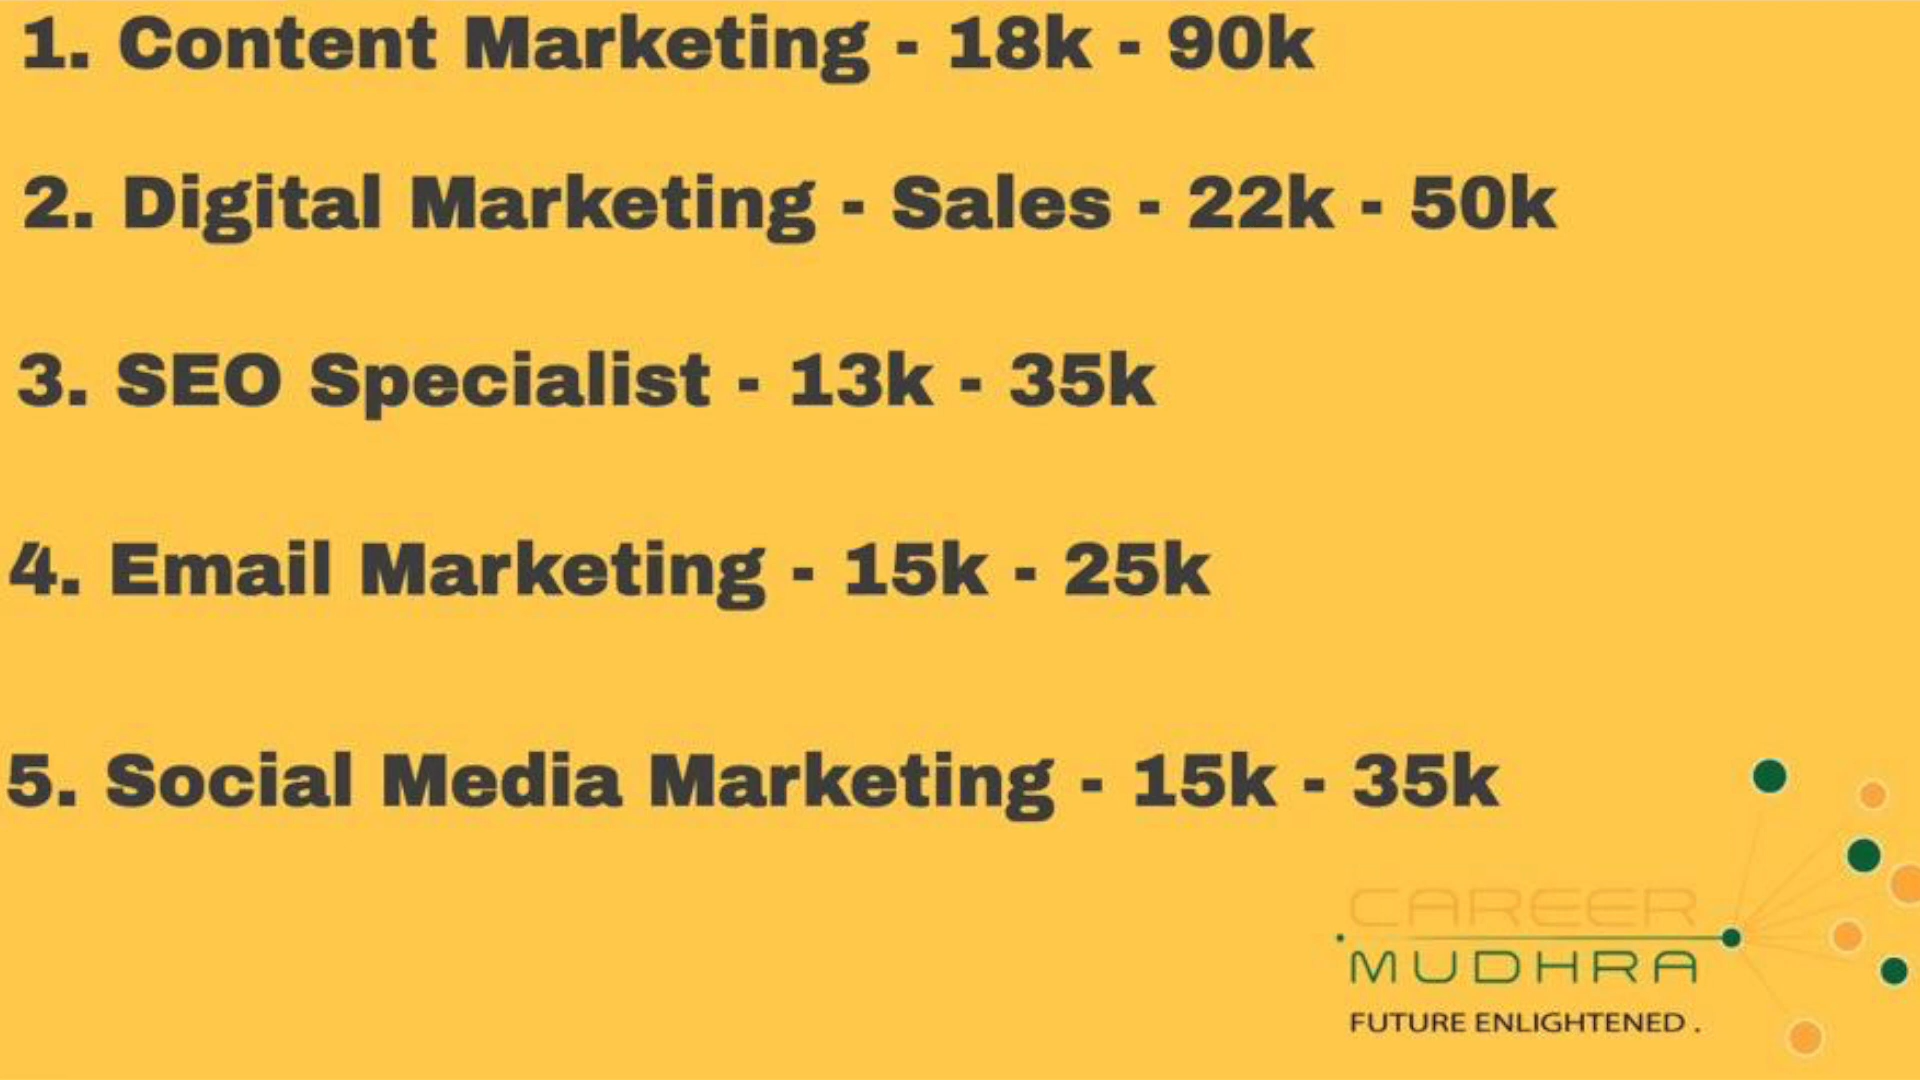 1. Content Marketing - 18k - 90k
2. Digital Marketing - Sales - 22k - 50k
3. SEO Specialist - 13k - 35k
4. Email Marketing - 15k - 25k
5. Social Media Marketing - 15k - 35k
CAREER
MUDHRA
FUTURE ENLIGHTENED .